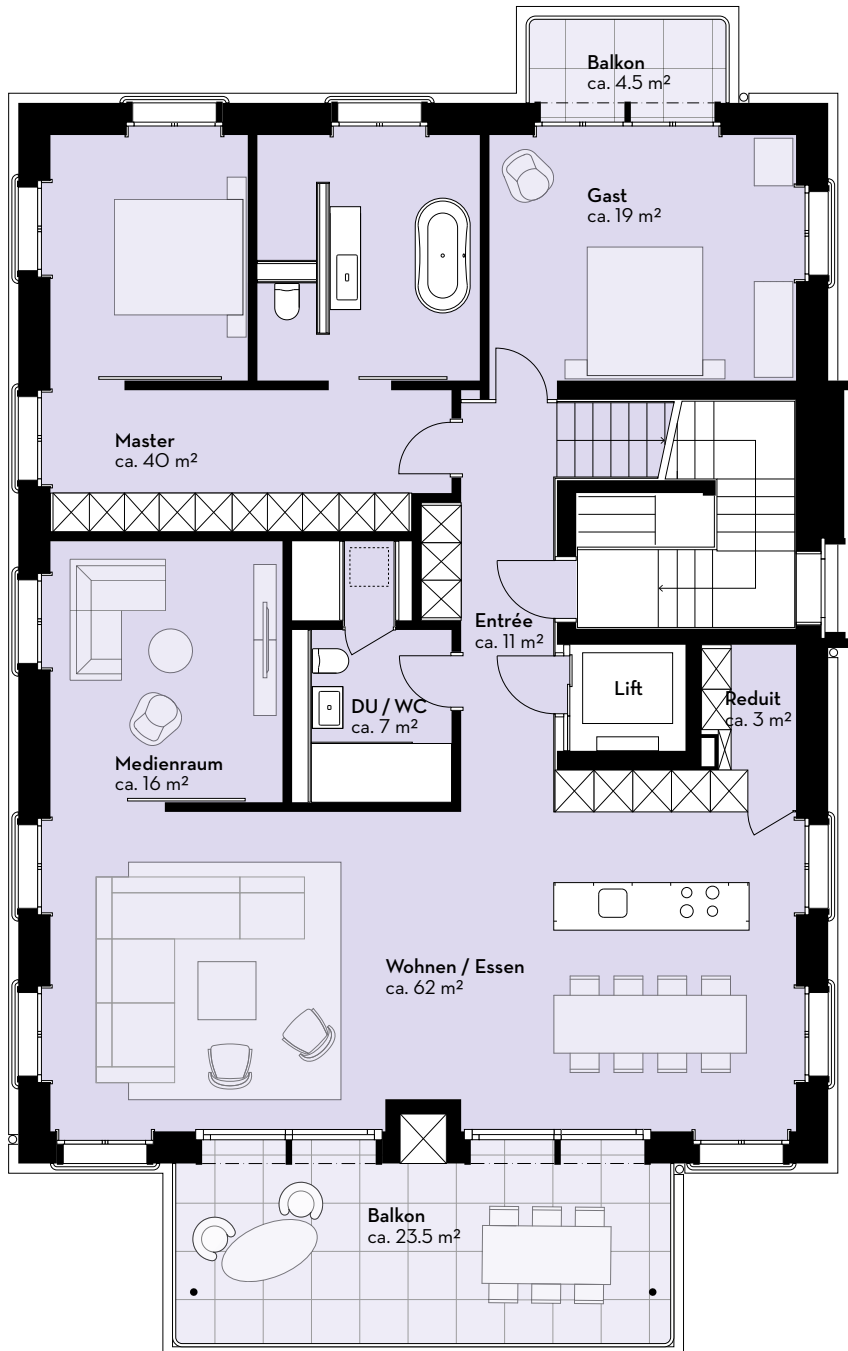 Balkon
ca. 4.5 m²
Gast
ca. 19 m²
Master
ca. 40 m²
Entrée
ca. 11 m²
Lift
Reduit
ca. 3 m²
DU / WC
ca. 7 m²
Medienraum
ca. 16 m²
Wohnen / Essen
ca. 62 m²
Balkon
ca. 23.5 m²